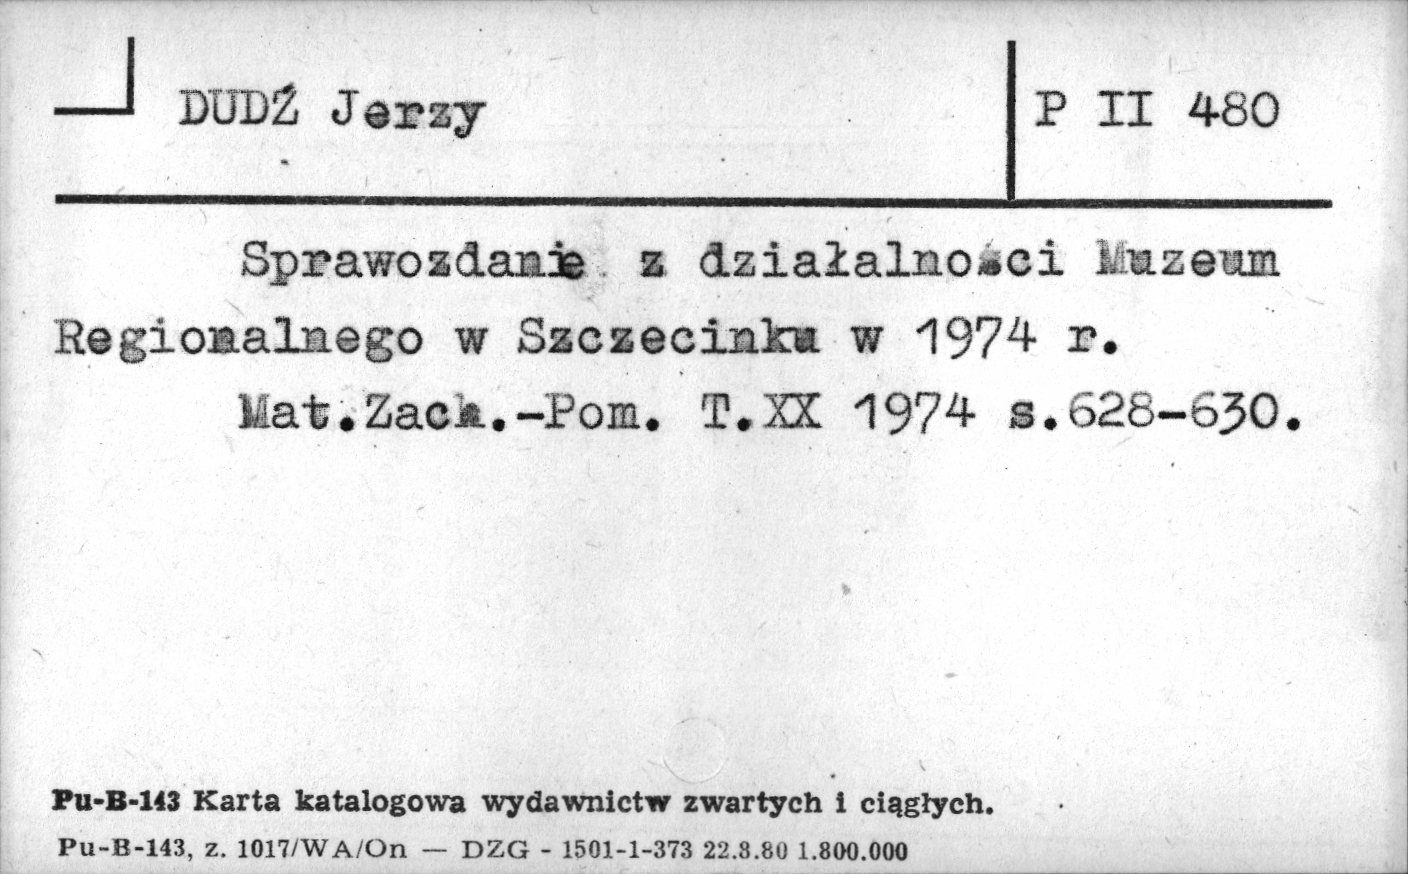 DUDŹ Jerzy
P II 480
Sprawozdanie z działalności Muzeum
Regionalnego w Szczecinku w 1974 r.
Mat.Zach.-Pom. T.XX 1974 s.628-630.
Pu-B-143 Karta katalogowa wydawnictw zwartych i ciągłych.
Pu-B-143, z. 1017/WA/On — DZG - 1501-1-373 22.8.80 1.800.000